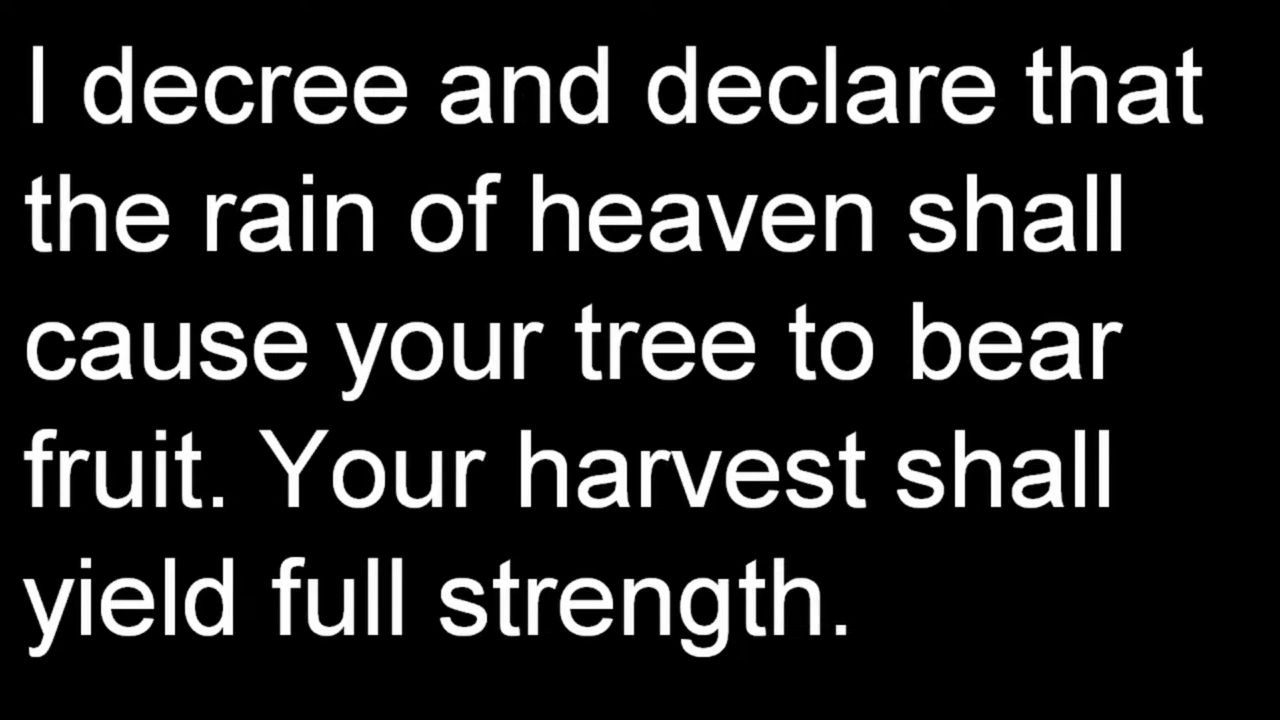 I decree and declare that
the rain of heaven shall
cause your tree to bear
fruit. Your harvest shall
yield full strength.